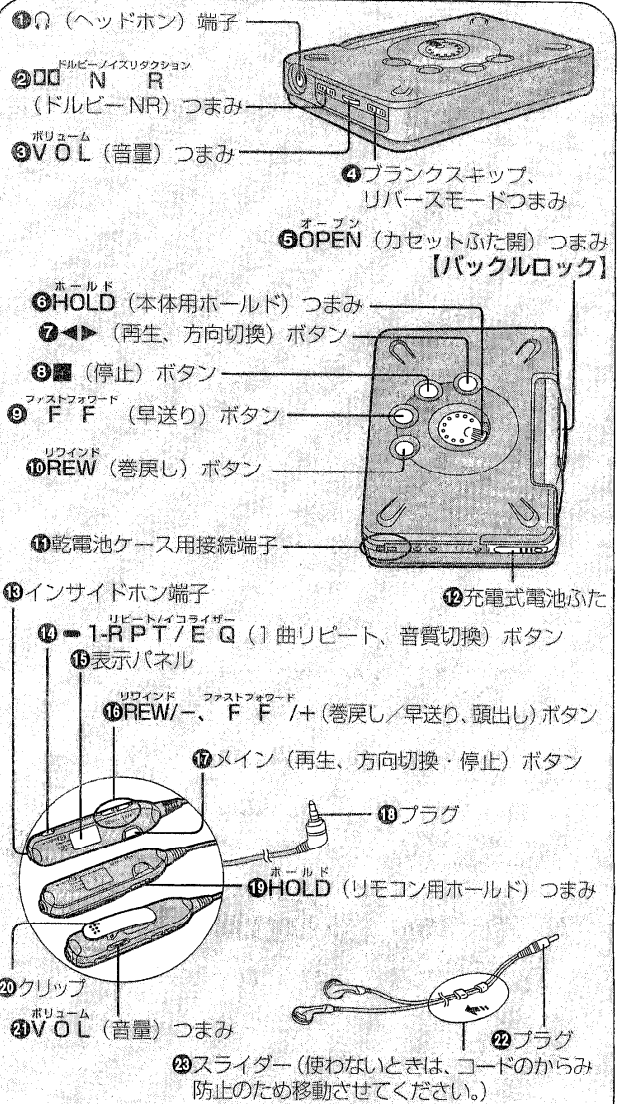 ❶🎧（ヘッドホン）端子
ドルビーノイズリダクション
❷DD N R
（ドルビーNR）つまみ
ボリューム
❸VOL（音量）つまみ
❹ブランクスキップ、
リバースモードつまみ
オープン
❺OPEN（カセットふた開）つまみ
【バックルロック】
ホールド
❻HOLD（本体用ホールド）つまみ
❼◀▶（再生、方向切換）ボタン
❽■（停止）ボタン
ファストフォワード
❾F F（早送り）ボタン
リワインド
❿REW（巻戻し）ボタン
⓫乾電池ケース用接続端子
⓬充電式電池ふた
⓭インサイドホン端子
リピート/イコライザー
⓮➖1-RPT/EQ（1曲リピート、音質切換）ボタン
⓯表示パネル
リワインド ファストフォワード
⓰REW/−、F F/+（巻戻し／早送り、頭出し）ボタン
⓱メイン（再生、方向切換・停止）ボタン
⓲プラグ
ホールド
⓳HOLD（リモコン用ホールド）つまみ
⓴クリップ
ボリューム
㉑VOL（音量）つまみ
㉒プラグ
㉓スライダー（使わないときは、コードのからみ
防止のため移動させてください。）